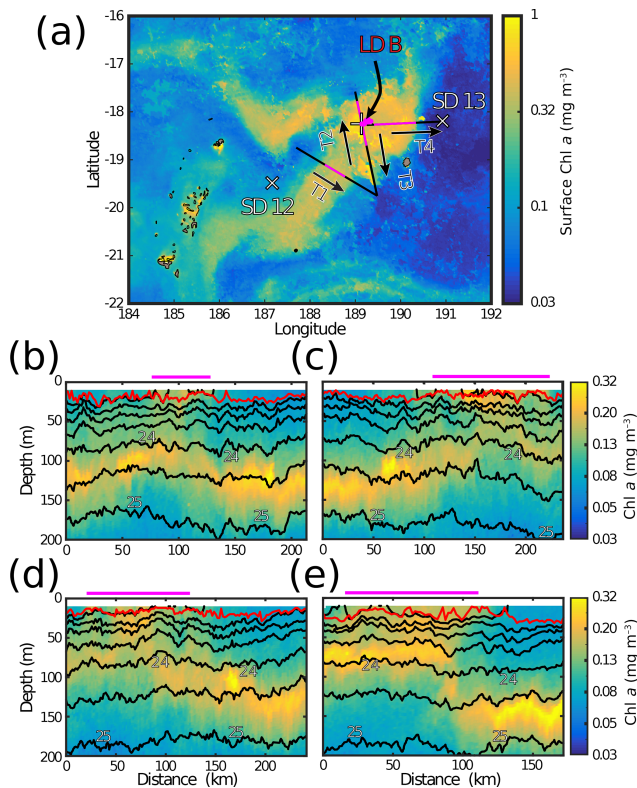 (a)
-16
-17
-18
-19
-20
-21
-22
Latitude
184 185 186 187 188 189 190 191 192
Longitude
LD B
SD 13
SD 12
T1
T2
T3
T4
1
0.32
0.1
0.03
Surface Chl a (mg m⁻³)
(b)
0
50
100
150
200
Depth (m)
0 50 100 150 200
24
24
25
25
(c)
0 50 100 150 200
24
24
25
25
0.32
0.20
0.13
0.08
0.05
0.03
Chl a (mg m⁻³)
(d)
0
50
100
150
200
Depth (m)
0 50 100 150 200
Distance (km)
24
24
25
25
(e)
0 50 100 150
Distance (km)
24
24
25
25
0.32
0.20
0.13
0.08
0.05
0.03
Chl a (mg m⁻³)